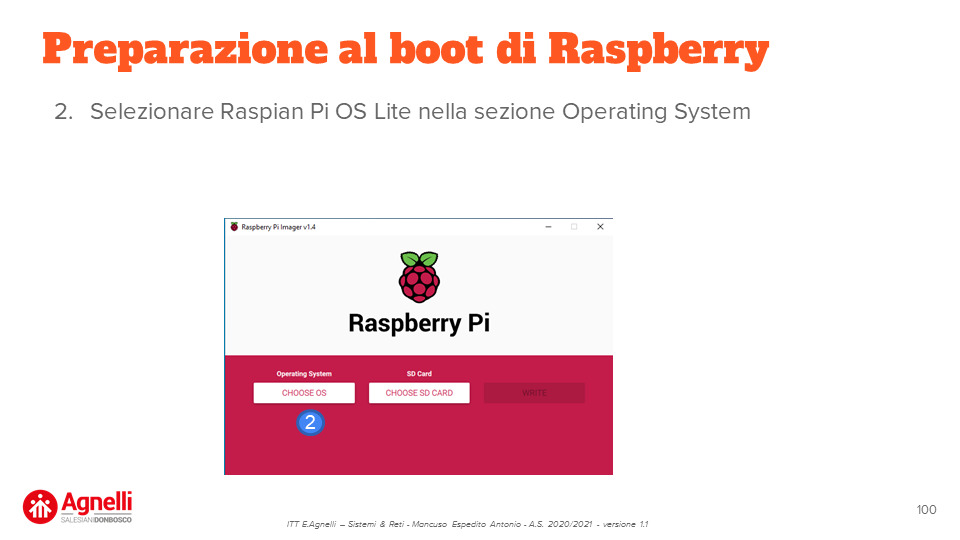 Preparazione al boot di Raspberry
2. Selezionare Raspian Pi OS Lite nella sezione Operating System
Raspberry Pi Imager v1.4
Raspberry Pi
Operating System
SD Card
CHOOSE OS
CHOOSE SD CARD
WRITE
2
Agnelli
SALESIANI DONBOSCO
ITT E.Agnelli – Sistemi & Reti - Mancuso Espedito Antonio - A.S. 2020/2021 - versione 1.1
100